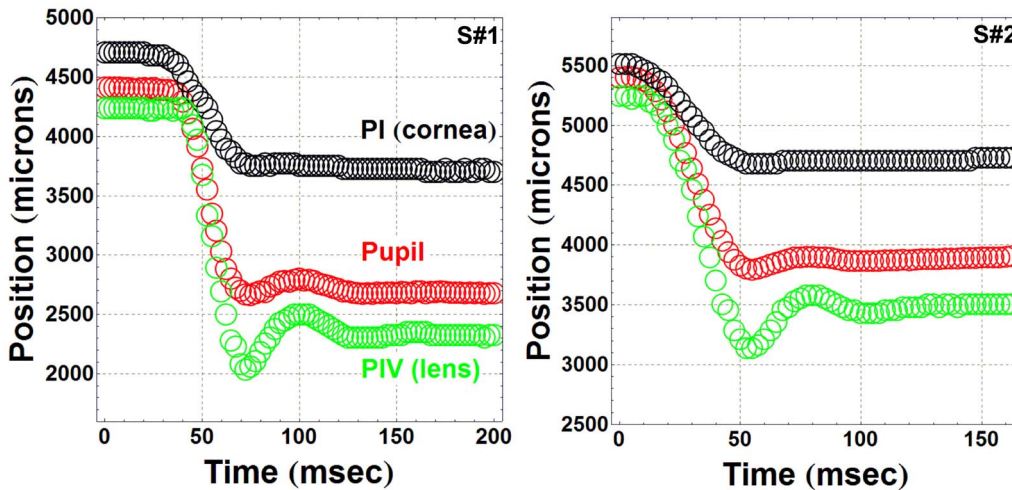 S#1
5000
4500
4000
3500
3000
2500
2000
Position (microns)
PI (cornea)
Pupil
PIV (lens)
0 50 100 150 200
Time (msec)
S#2
5500
5000
4500
4000
3500
3000
2500
Position (microns)
0 50 100 150
Time (msec)